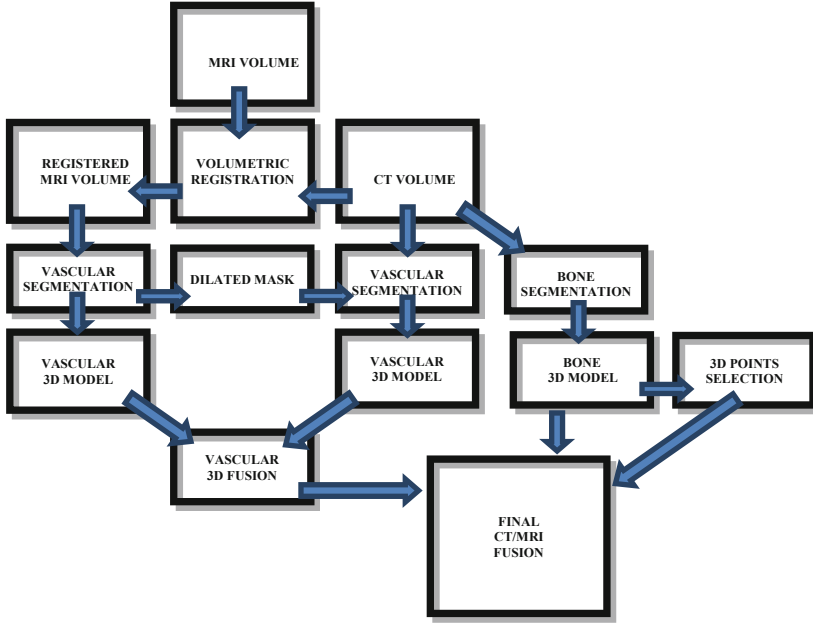 MRI VOLUME
REGISTERED
MRI VOLUME
VOLUMETRIC
REGISTRATION
CT VOLUME
VASCULAR
SEGMENTATION
DILATED MASK
VASCULAR
SEGMENTATION
BONE
SEGMENTATION
VASCULAR
3D MODEL
VASCULAR
3D MODEL
BONE
3D MODEL
3D POINTS
SELECTION
VASCULAR
3D FUSION
FINAL
CT/MRI
FUSION